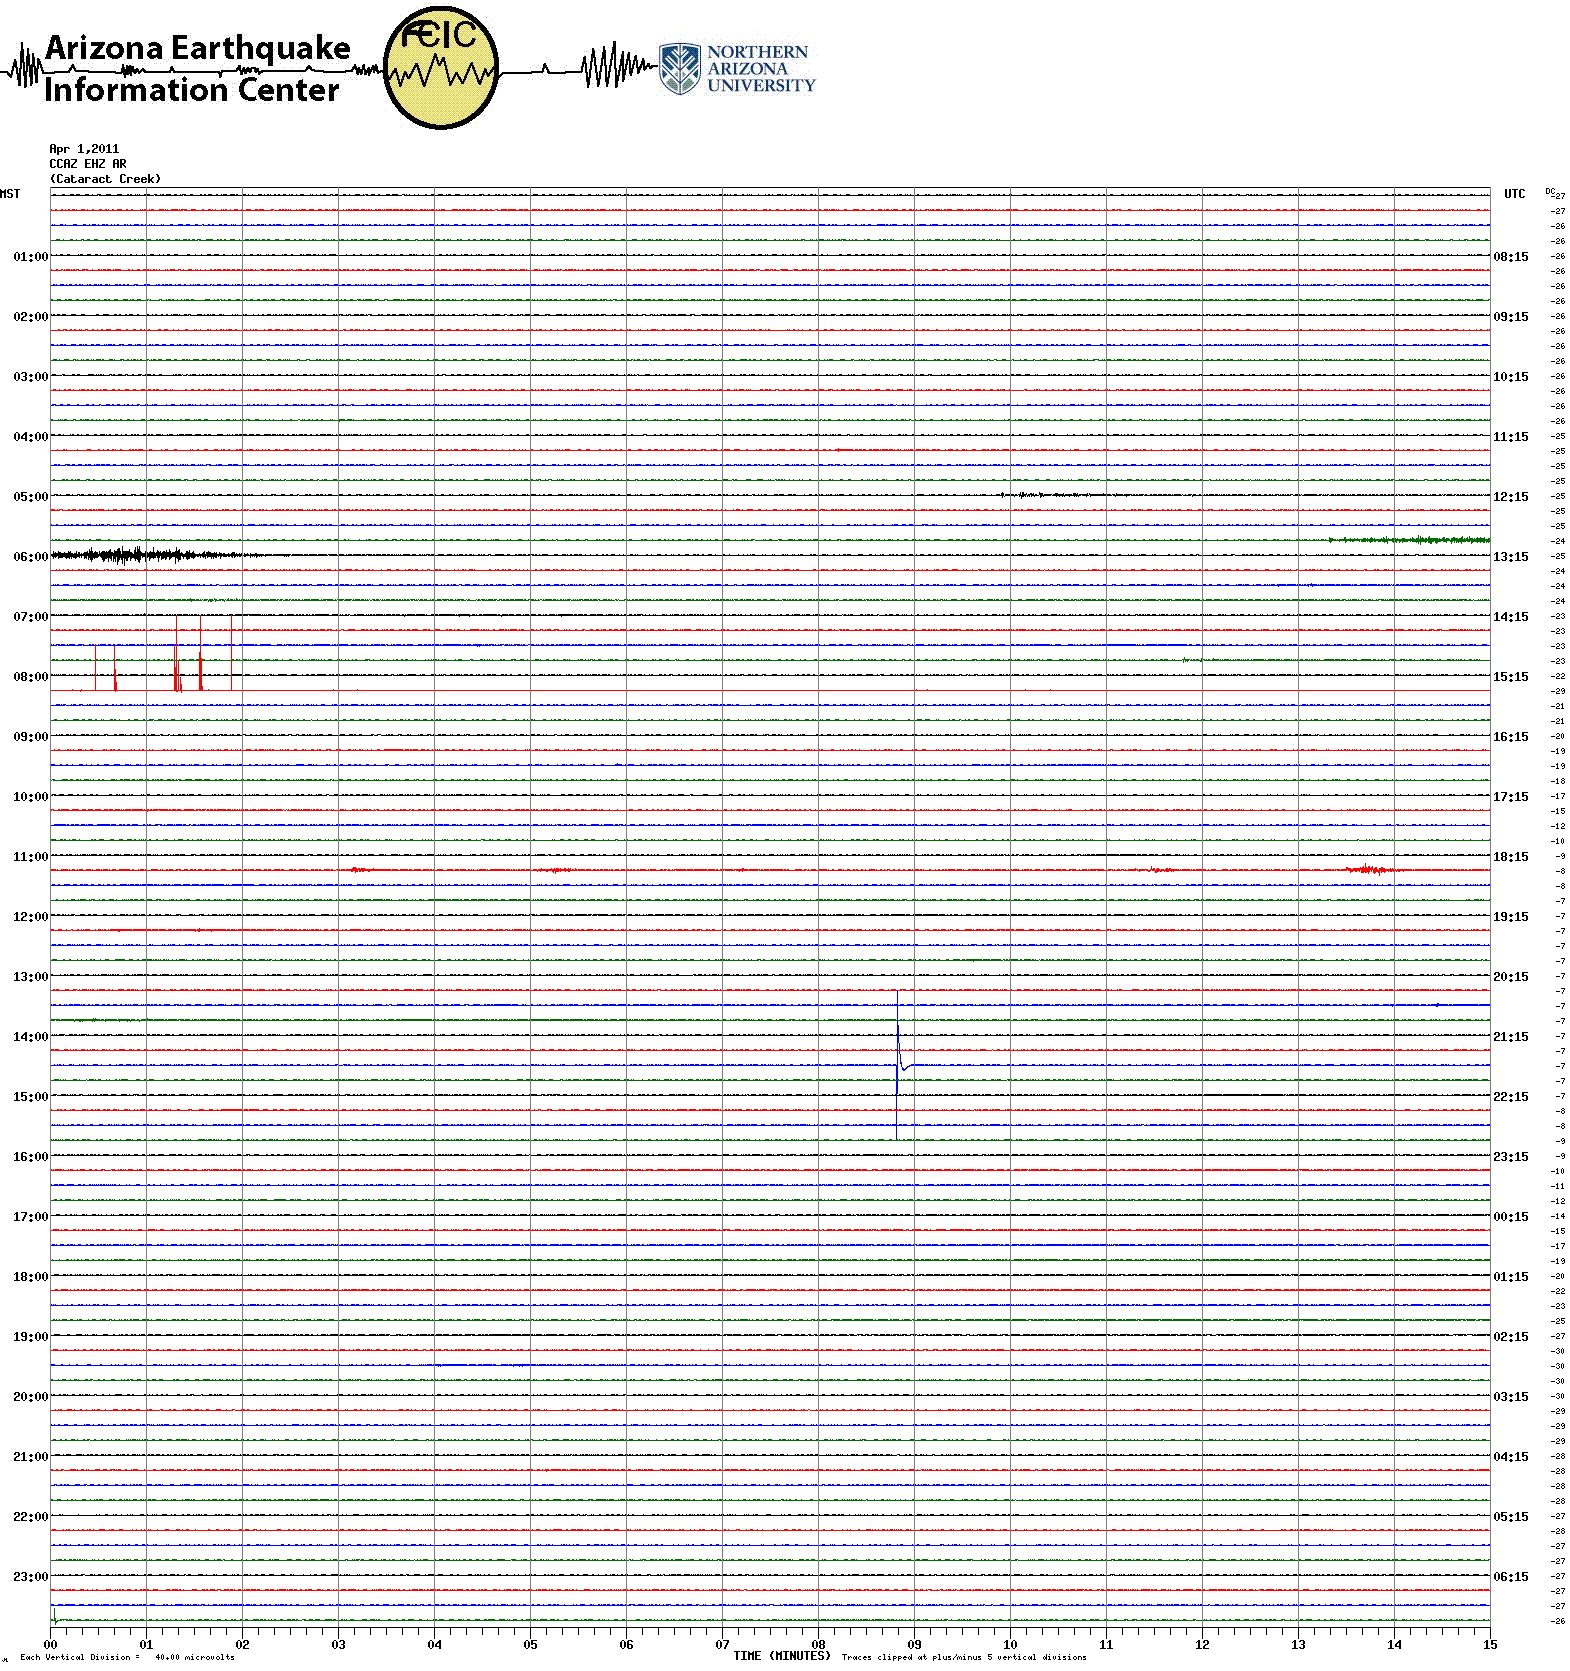 Arizona Earthquake
Information Center
ÆEIC
NORTHERN
ARIZONA
UNIVERSITY
Apr 1,2011
CCAZ EHZ AR
(Cataract Creek)
MST UTC DC
-27
-27
-26
-26
01:00 08:15 -26
-26
-26
-26
02:00 09:15 -26
-26
-26
-26
03:00 10:15 -26
-26
-26
-26
04:00 11:15 -25
-25
-25
-25
05:00 12:15 -25
-25
-25
-24
06:00 13:15 -25
-24
-24
-24
07:00 14:15 -23
-23
-23
-23
08:00 15:15 -22
-29
-21
-21
09:00 16:15 -20
-19
-19
-18
10:00 17:15 -17
-15
-12
-10
11:00 18:15 -9
-8
-8
-7
12:00 19:15 -7
-7
-7
-7
13:00 20:15 -7
-7
-7
-7
14:00 21:15 -7
-7
-7
-7
15:00 22:15 -7
-8
-8
-9
16:00 23:15 -9
-10
-11
-12
17:00 00:15 -14
-15
-17
-19
18:00 01:15 -20
-22
-23
-25
19:00 02:15 -27
-30
-30
-30
20:00 03:15 -30
-29
-29
-29
21:00 04:15 -28
-28
-28
-28
22:00 05:15 -27
-28
-27
-27
23:00 06:15 -27
-27
-27
-26
00 01 02 03 04 05 06 07 08 09 10 11 12 13 14 15
Each Vertical Division = 40.00 microvolts TIME (MINUTES) Traces clipped at plus/minus 5 vertical divisions